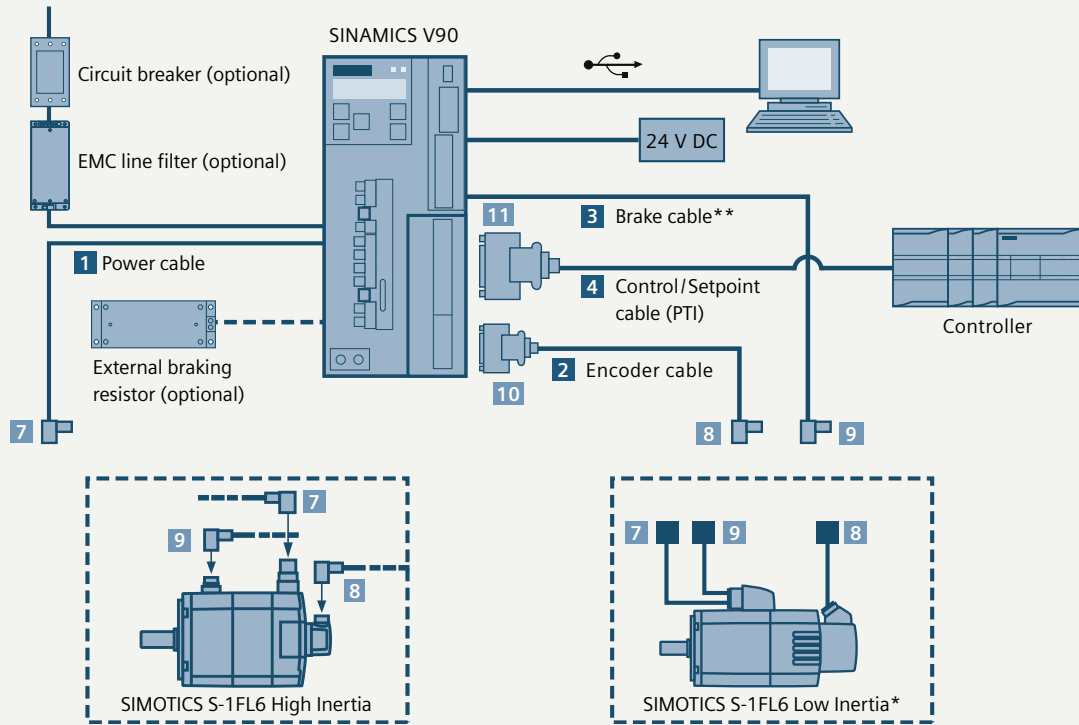 SINAMICS V90
Circuit breaker (optional)
EMC line filter (optional)
24 V DC
11
3 Brake cable**
1 Power cable
4 Control/Setpoint
cable (PTI)
Controller
External braking
resistor (optional)
2 Encoder cable
10
7
8
9
7
9
8
SIMOTICS S-1FL6 High Inertia
7
9
8
SIMOTICS S-1FL6 Low Inertia*